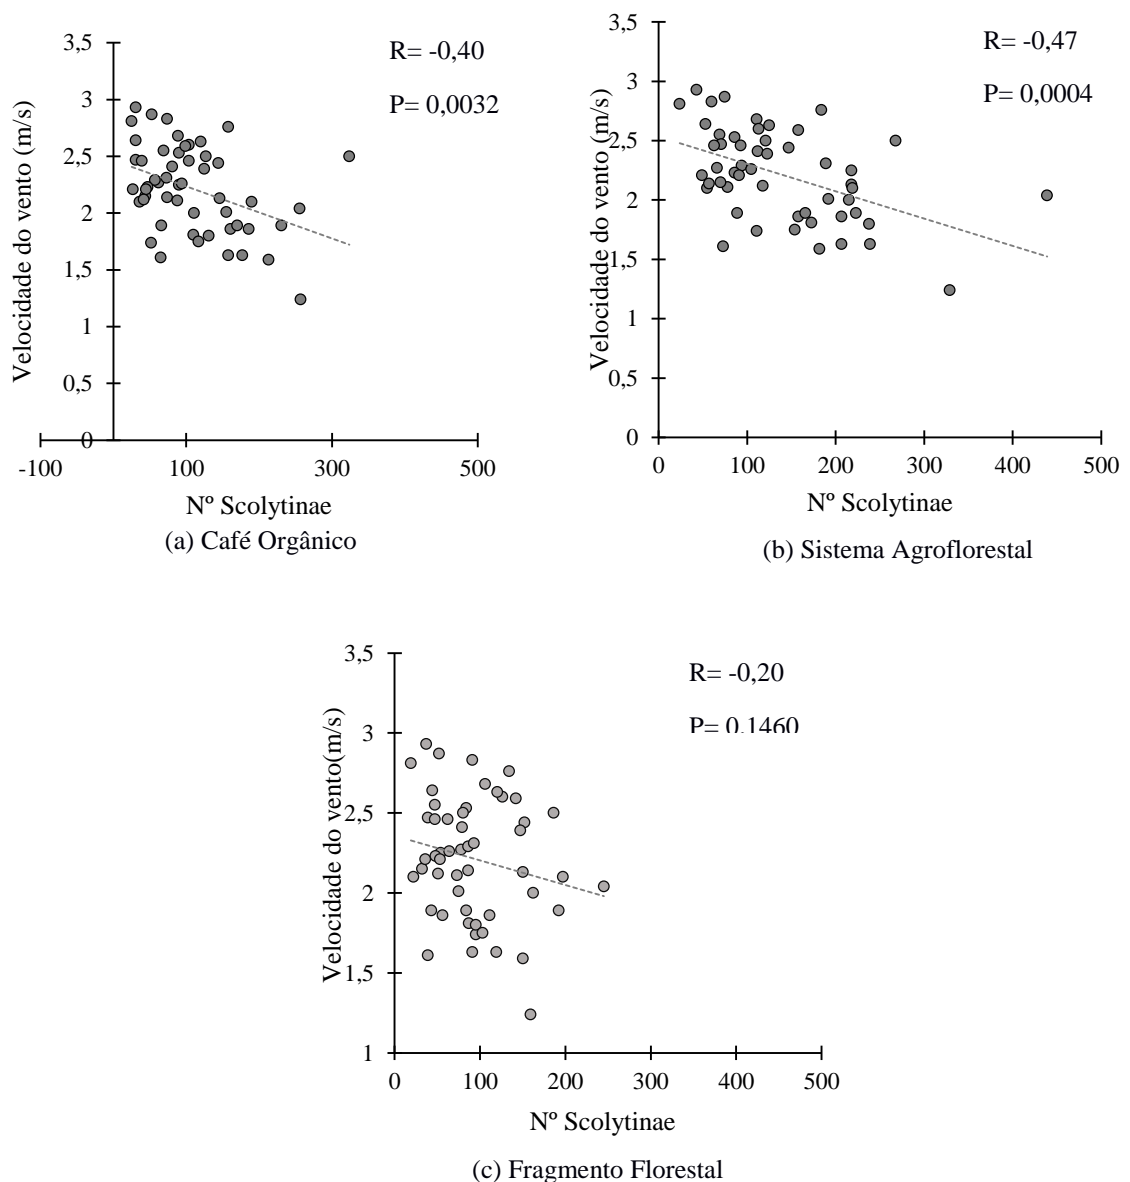 R= -0,40
P= 0,0032
Velocidade do vento (m/s)
3,5
3
2,5
2
1,5
1
0,5
0
-100
100
300
500
Nº Scolytinae
(a) Café Orgânico
R= -0,47
P= 0,0004
Velocidade do vento (m/s)
3,5
3
2,5
2
1,5
1
0,5
0
0
100
200
300
400
500
Nº Scolytinae
(b) Sistema Agroflorestal
R= -0,20
P= 0,1460
Velocidade do vento(m/s)
3,5
3
2,5
2
1,5
1
0
100
200
300
400
500
Nº Scolytinae
(c) Fragmento Florestal